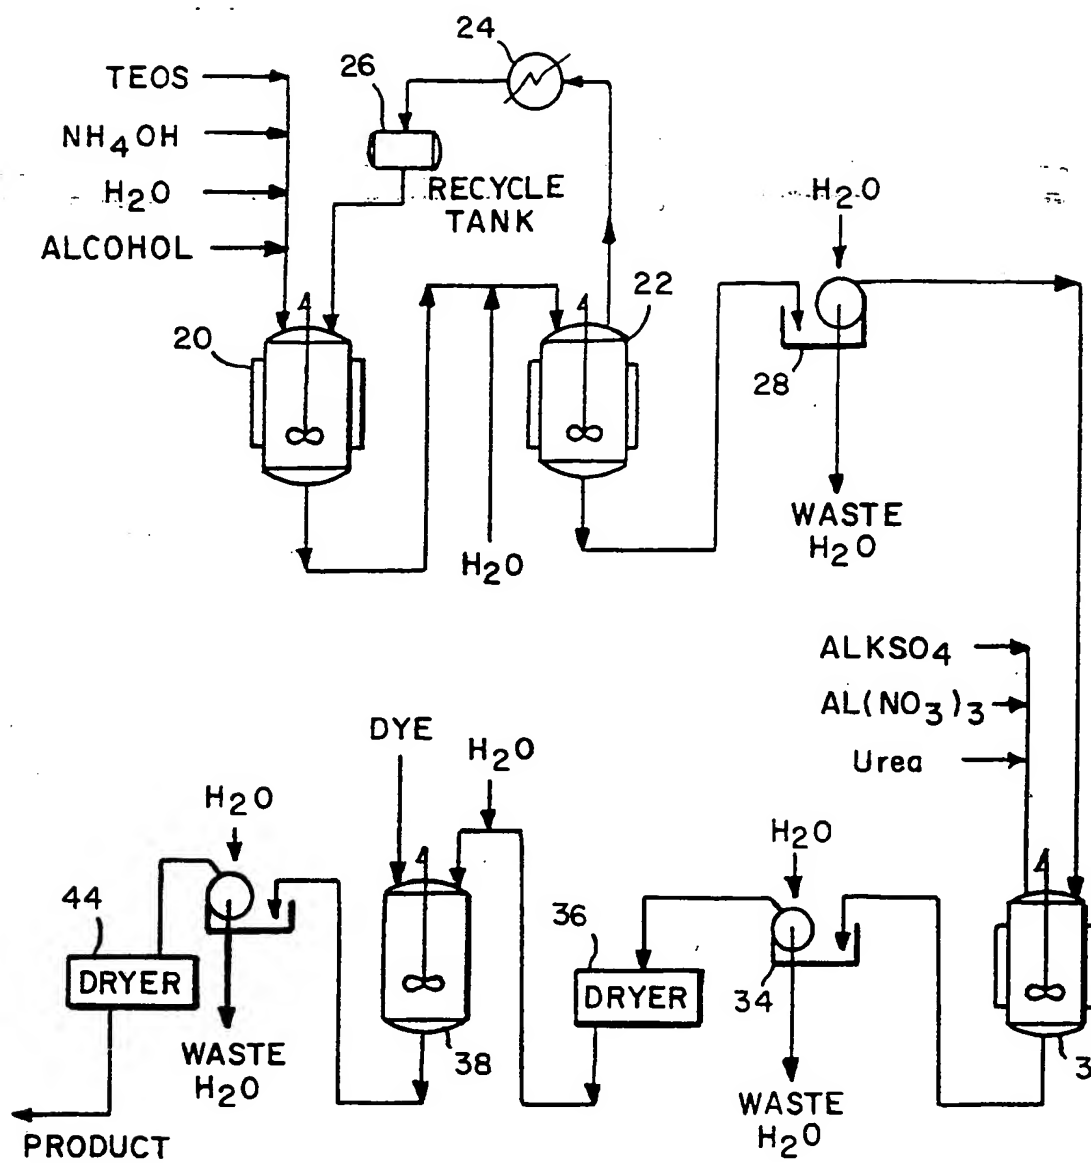 24
26
TEOS
NH4OH
H2O
ALCOHOL
RECYCLE
TANK
H2O
20
22
28
H2O
WASTE
H2O
ALKSO4
AL(NO3)3
Urea
DYE
H2O
H2O
H2O
44
DRYER
36
DRYER
34
38
3
WASTE
H2O
WASTE
H2O
PRODUCT